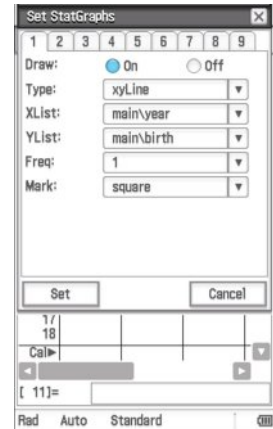 Set StatGraphs
1 2 3 4 5 6 7 8 9
Draw: On Off
Type: xyLine
XList: main\year
YList: main\birth
Freq: 1
Mark: square
Set Cancel
17
18
Cal▶
[ 11]=
Rad Auto Standard